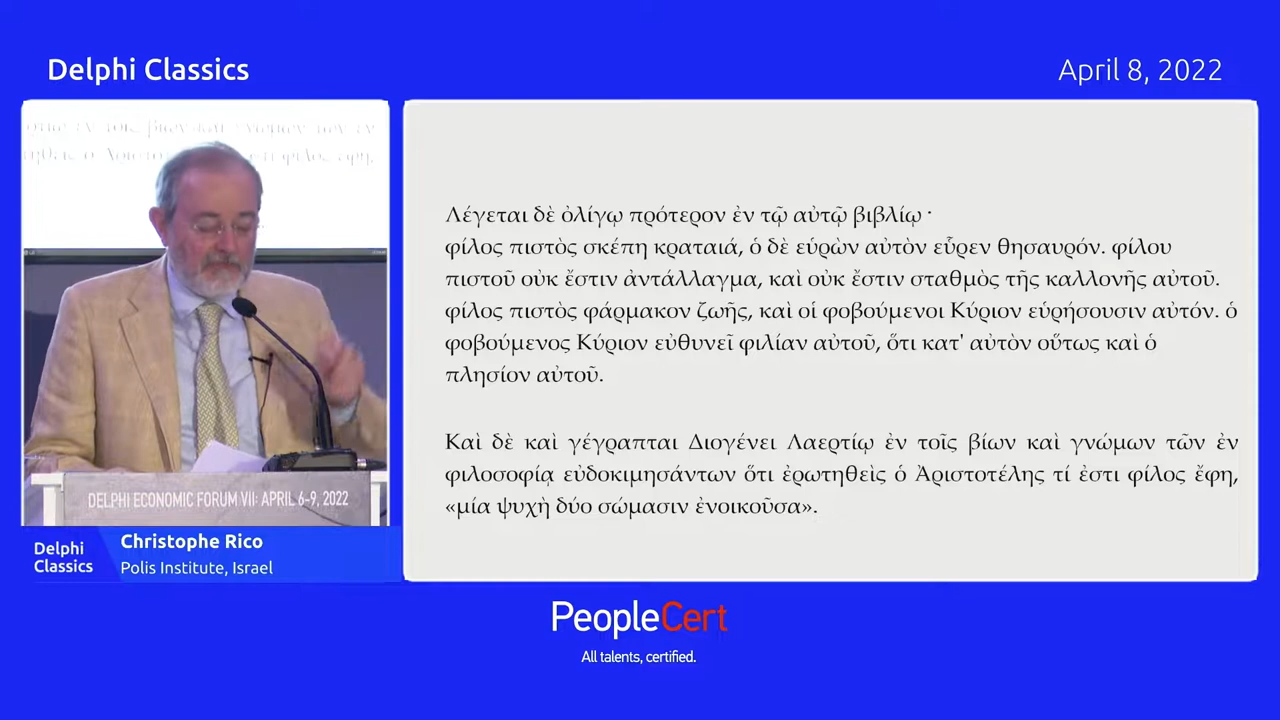 Delphi Classics
April 8, 2022
Λέγεται δὲ ὀλίγῳ πρότερον ἐν τῷ αὐτῷ βιβλίῳ ·
φίλος πιστὸς σκέπη κραταιά, ὁ δὲ εὑρὼν αὐτὸν εὗρεν θησαυρόν. φίλου
πιστοῦ οὐκ ἔστιν ἀντάλλαγμα, καὶ οὐκ ἔστιν σταθμὸς τῆς καλλονῆς αὐτοῦ.
φίλος πιστὸς φάρμακον ζωῆς, καὶ οἱ φοβούμενοι Κύριον εὑρήσουσιν αὐτόν. ὁ
φοβούμενος Κύριον εὐθυνεῖ φιλίαν αὐτοῦ, ὅτι κατ' αὐτὸν οὕτως καὶ ὁ
πλησίον αὐτοῦ.
Καὶ δὲ καὶ γέγραπται Διογένει Λαερτίῳ ἐν τοῖς βίων καὶ γνώμων τῶν ἐν
φιλοσοφίᾳ εὐδοκιμησάντων ὅτι ἐρωτηθεὶς ὁ Ἀριστοτέλης τί ἐστι φίλος ἔφη,
«μία ψυχὴ δύο σώμασιν ἐνοικοῦσα».
DELPHI ECONOMIC FORUM VII: APRIL 6-9, 2022
Delphi
Classics
Christophe Rico
Polis Institute, Israel
PeopleCert
All talents, certified.